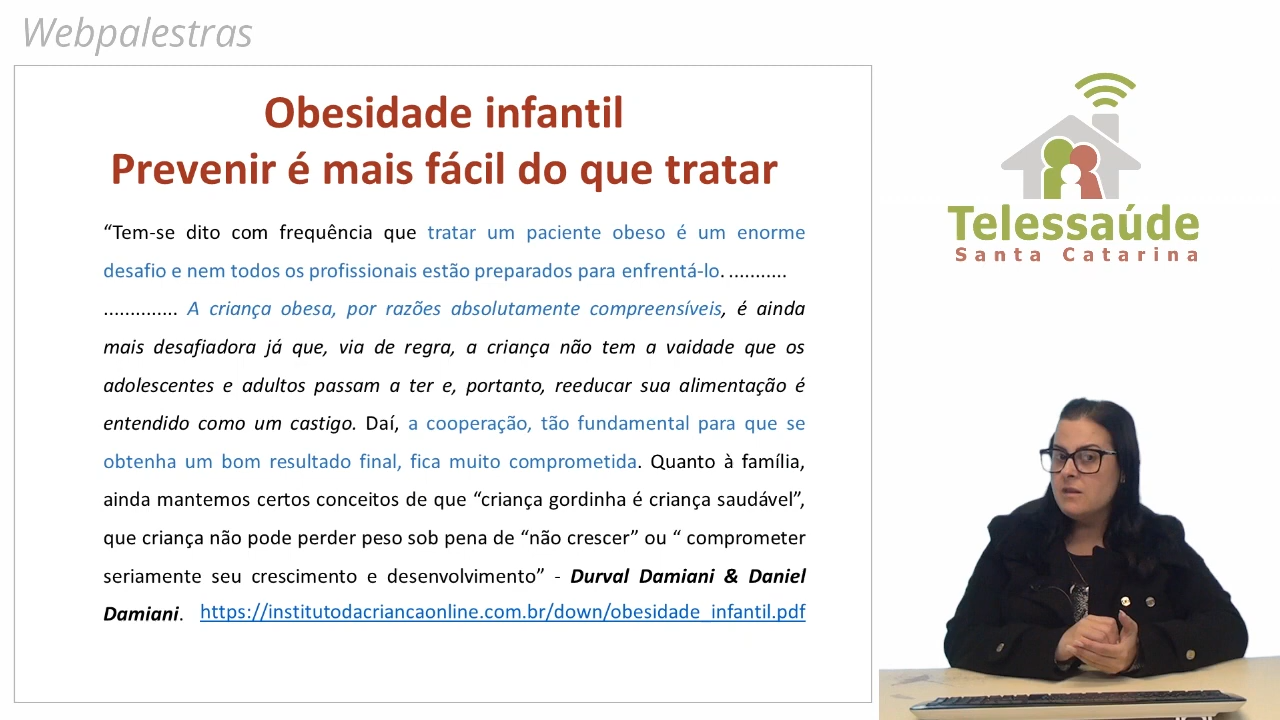 Webpalestras
Obesidade infantil
Prevenir é mais fácil do que tratar
“Tem-se dito com frequência que tratar um paciente obeso é um enorme
desafio e nem todos os profissionais estão preparados para enfrentá-lo. ...........
.............. A criança obesa, por razões absolutamente compreensíveis, é ainda
mais desafiadora já que, via de regra, a criança não tem a vaidade que os
adolescentes e adultos passam a ter e, portanto, reeducar sua alimentação é
entendido como um castigo. Daí, a cooperação, tão fundamental para que se
obtenha um bom resultado final, fica muito comprometida. Quanto à família,
ainda mantemos certos conceitos de que “criança gordinha é criança saudável”,
que criança não pode perder peso sob pena de “não crescer” ou “ comprometer
seriamente seu crescimento e desenvolvimento” - Durval Damiani & Daniel
Damiani. https://institutodacriancaonline.com.br/down/obesidade_infantil.pdf
Telessaúde
Santa Catarina